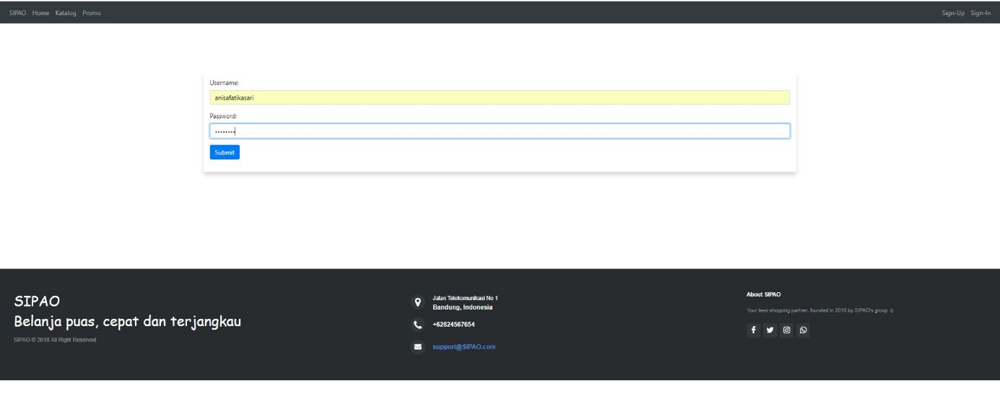 SIPAO Home Katalog Promo Sign-Up Sign-In
Username:
anisafatikasari
Password:
••••••••
Submit
SIPAO
Belanja puas, cepat dan terjangkau
SIPAO © 2018 All Right Reserved
Jalan Telekomunikasi No 1
Bandung, Indonesia
+62824567654
support@SIPAO.com
About SIPAO
Your best shopping partner, founded in 2018 by SIPAO's group ☺